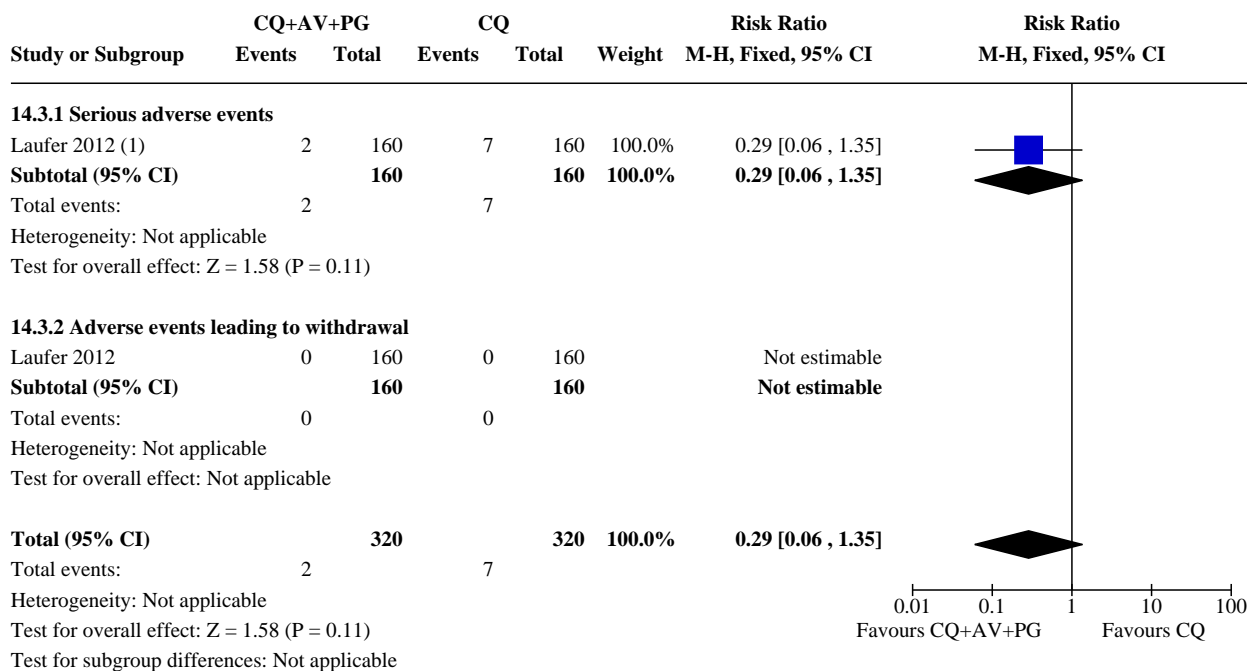 CQ+AV+PG CQ Risk Ratio Risk Ratio
Study or Subgroup Events Total Events Total Weight M-H, Fixed, 95% CI M-H, Fixed, 95% CI
14.3.1 Serious adverse events
Laufer 2012 (1) 2 160 7 160 100.0% 0.29 [0.06 , 1.35]
Subtotal (95% CI) 160 160 100.0% 0.29 [0.06 , 1.35]
Total events: 2 7
Heterogeneity: Not applicable
Test for overall effect: Z = 1.58 (P = 0.11)
14.3.2 Adverse events leading to withdrawal
Laufer 2012 0 160 0 160 Not estimable
Subtotal (95% CI) 160 160 Not estimable
Total events: 0 0
Heterogeneity: Not applicable
Test for overall effect: Not applicable
Total (95% CI) 320 320 100.0% 0.29 [0.06 , 1.35]
Total events: 2 7
Heterogeneity: Not applicable 0.01 0.1 1 10 100
Test for overall effect: Z = 1.58 (P = 0.11) Favours CQ+AV+PG Favours CQ
Test for subgroup differences: Not applicable